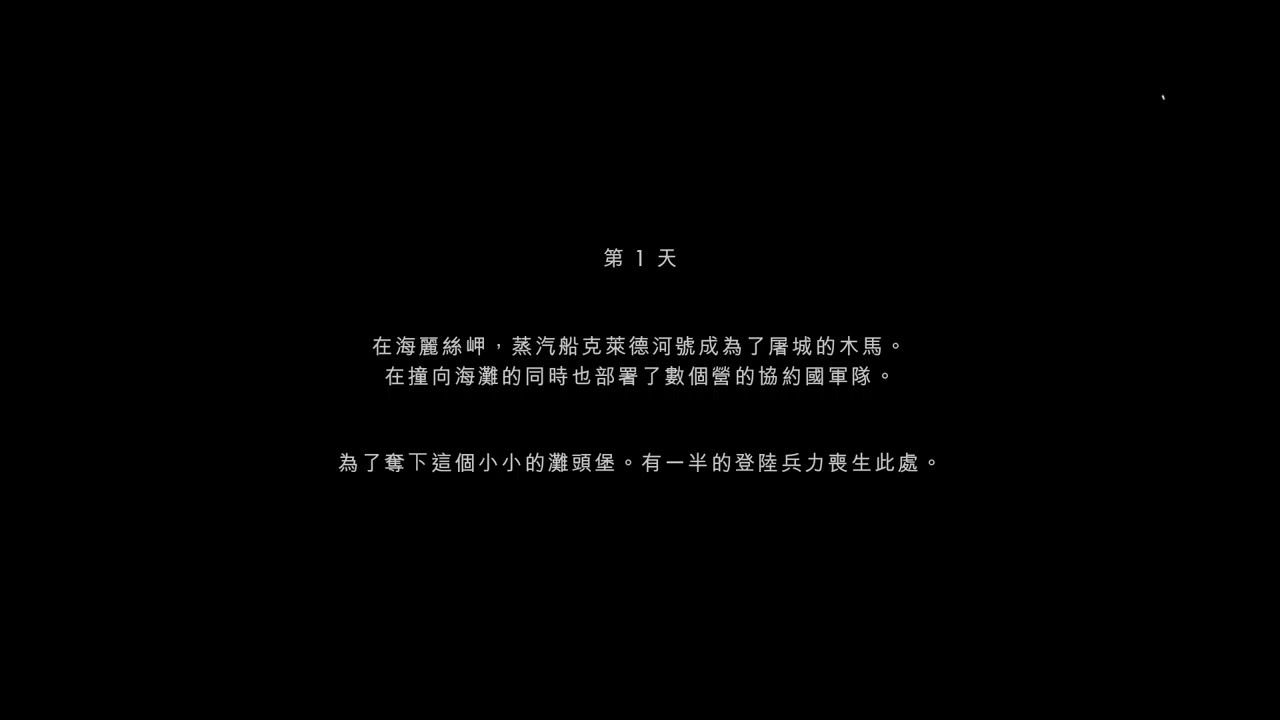 第 1 天
在海麗絲岬，蒸汽船克萊德河號成為了屠城的木馬。
在撞向海灘的同時也部署了數個營的協約國軍隊。
為了奪下這個小小的灘頭堡。有一半的登陸兵力喪生此處。